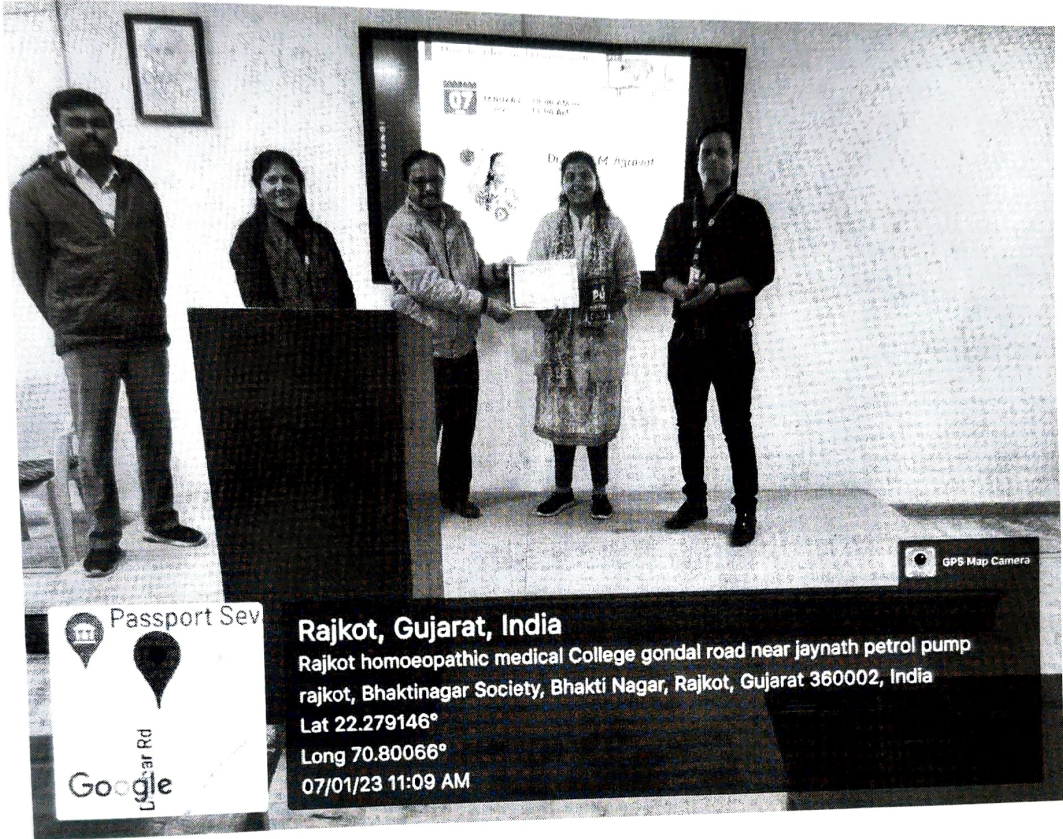 07
GPS Map Camera
Passport Sev
Google
Rajkot, Gujarat, India
Rajkot homoeopathic medical College gondal road near jaynath petrol pump
rajkot, Bhaktinagar Society, Bhakti Nagar, Rajkot, Gujarat 360002, India
Lat 22.279146°
Long 70.80066°
07/01/23 11:09 AM